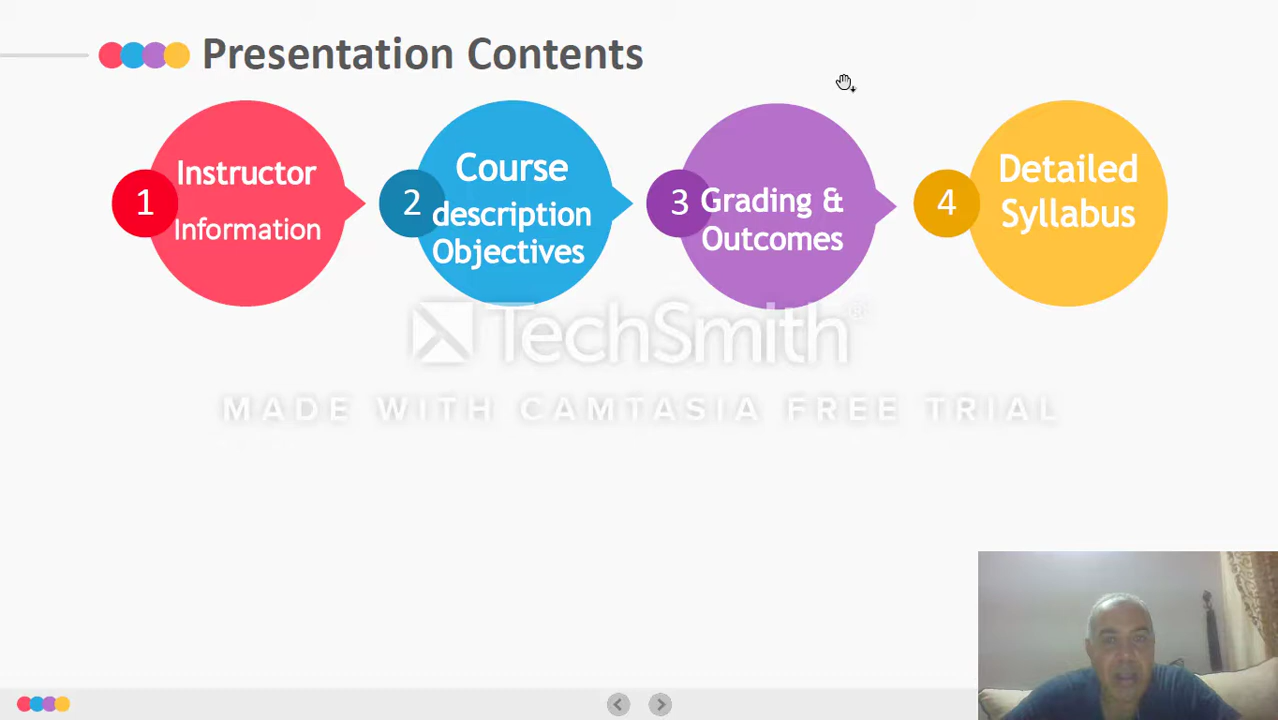 Presentation Contents
1
Instructor
Information
2
Course
description
Objectives
3
Grading &
Outcomes
4
Detailed
Syllabus
TechSmith®
MADE WITH CAMTASIA FREE TRIAL